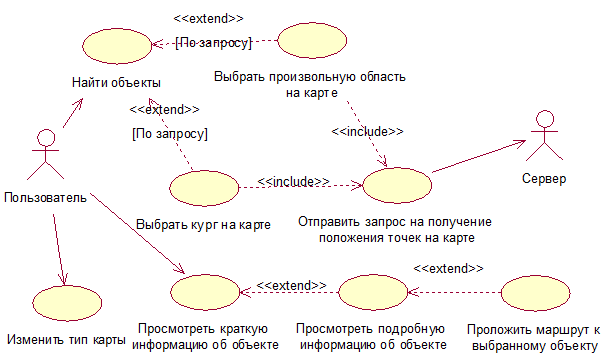 <<extend>>
[По запросу]
Найти объекты
Выбрать произвольную область
на карте
<<extend>>
[По запросу]
<<include>>
Пользователь
Сервер
<<include>>
Выбрать кург на карте
Отправить запрос на получение
положения точек на карте
<<extend>>
<<extend>>
Изменить тип карты
Просмотреть краткую
информацию об объекте
Просмотреть подробную
информацию об объекте
Проложить маршрут к
выбранному объекту